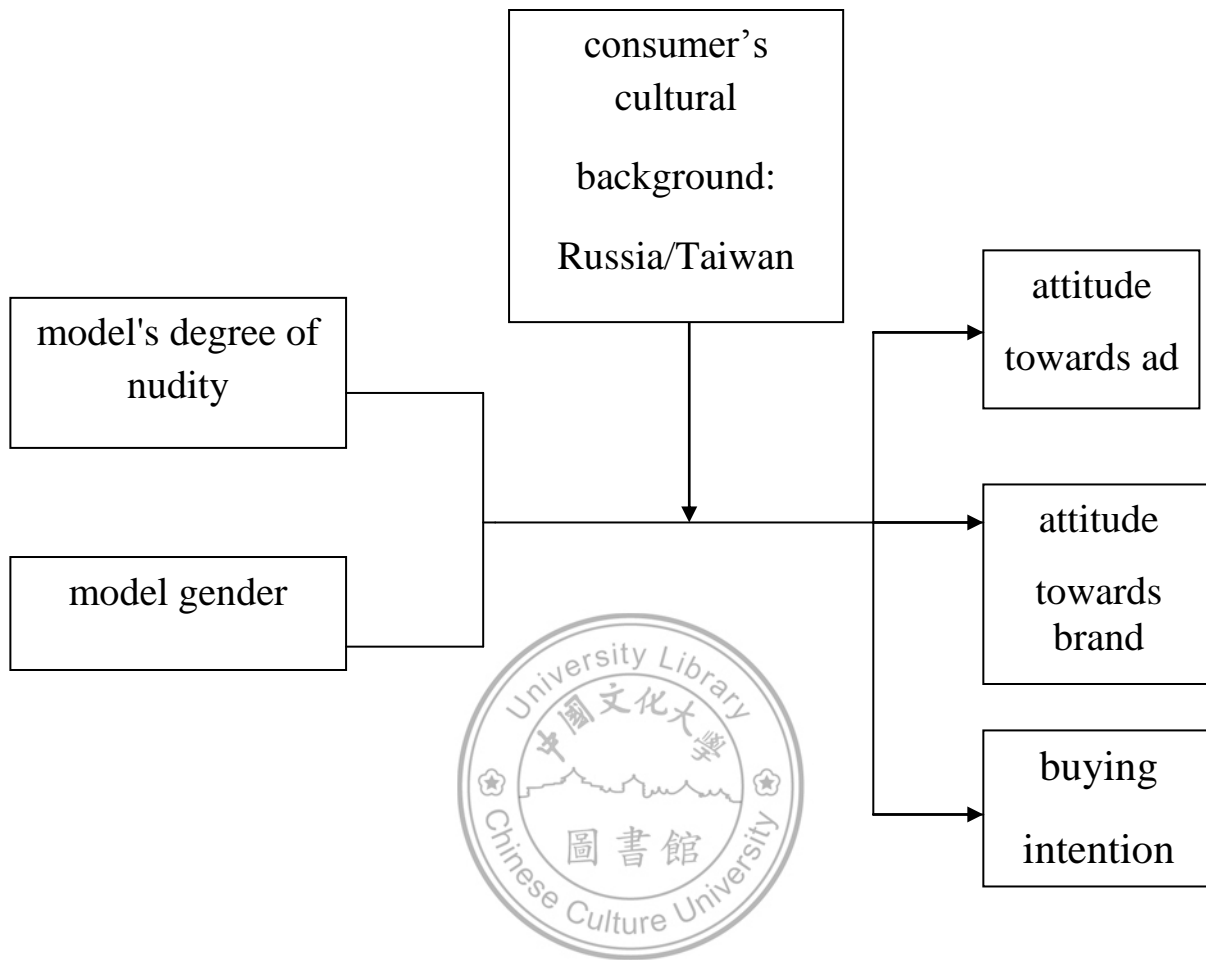 consumer’s
cultural
background:
Russia/Taiwan
model's degree of
nudity
model gender
attitude
towards ad
attitude
towards
brand
buying
intention
University Library
中國文化大學
圖書館
Chinese Culture University